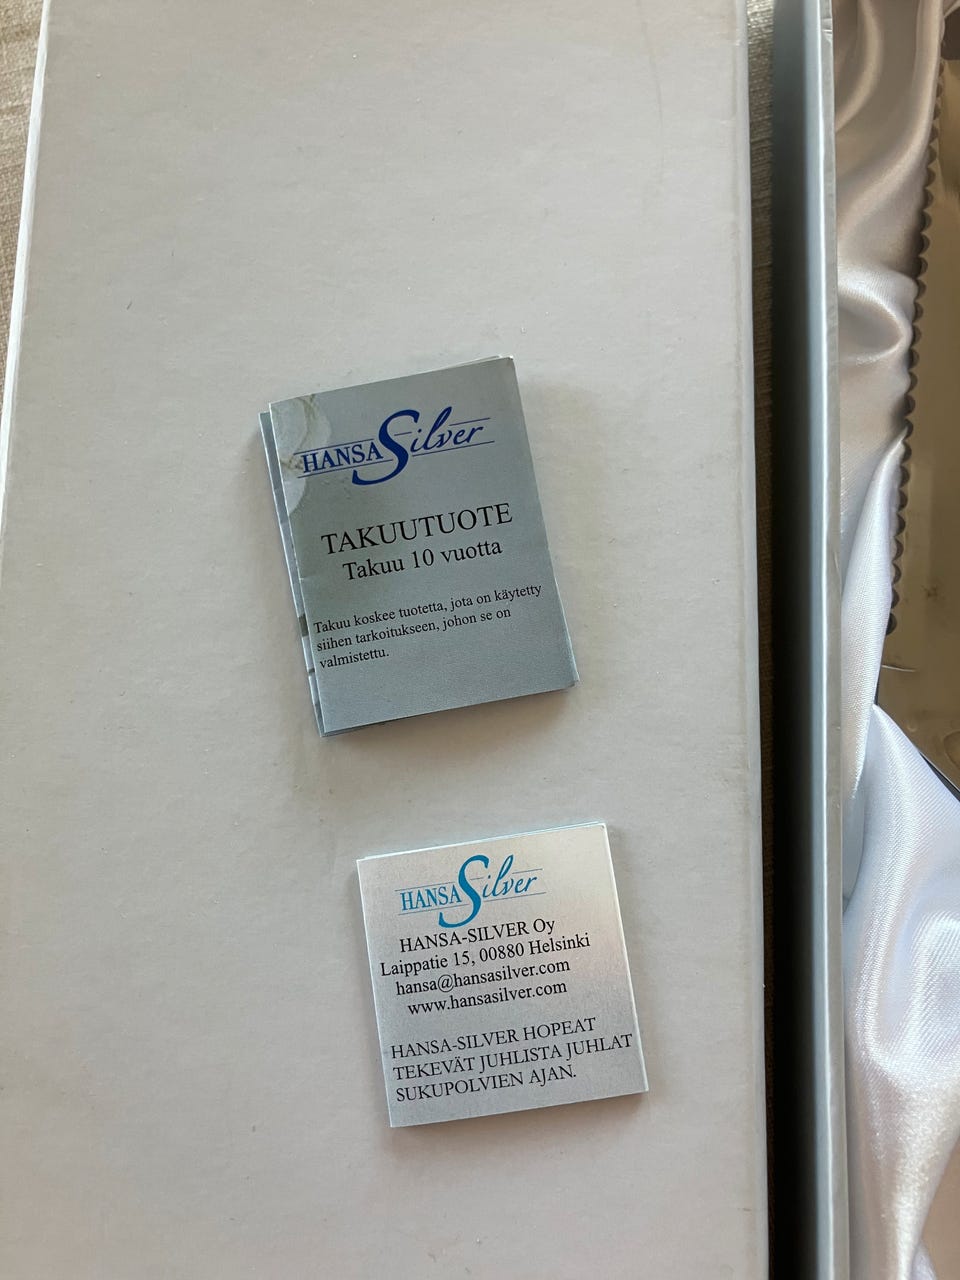 HANSA Silver
TAKUUTUOTE
Takuu 10 vuotta
Takuu koskee tuotetta, jota on käytetty
siihen tarkoitukseen, johon se on
valmistettu.
HANSA Silver
HANSA-SILVER Oy
Laippatie 15, 00880 Helsinki
hansa@hansasilver.com
www.hansasilver.com
HANSA-SILVER HOPEAT
TEKEVÄT JUHLISTA JUHLAT
SUKUPOLVIEN AJAN.